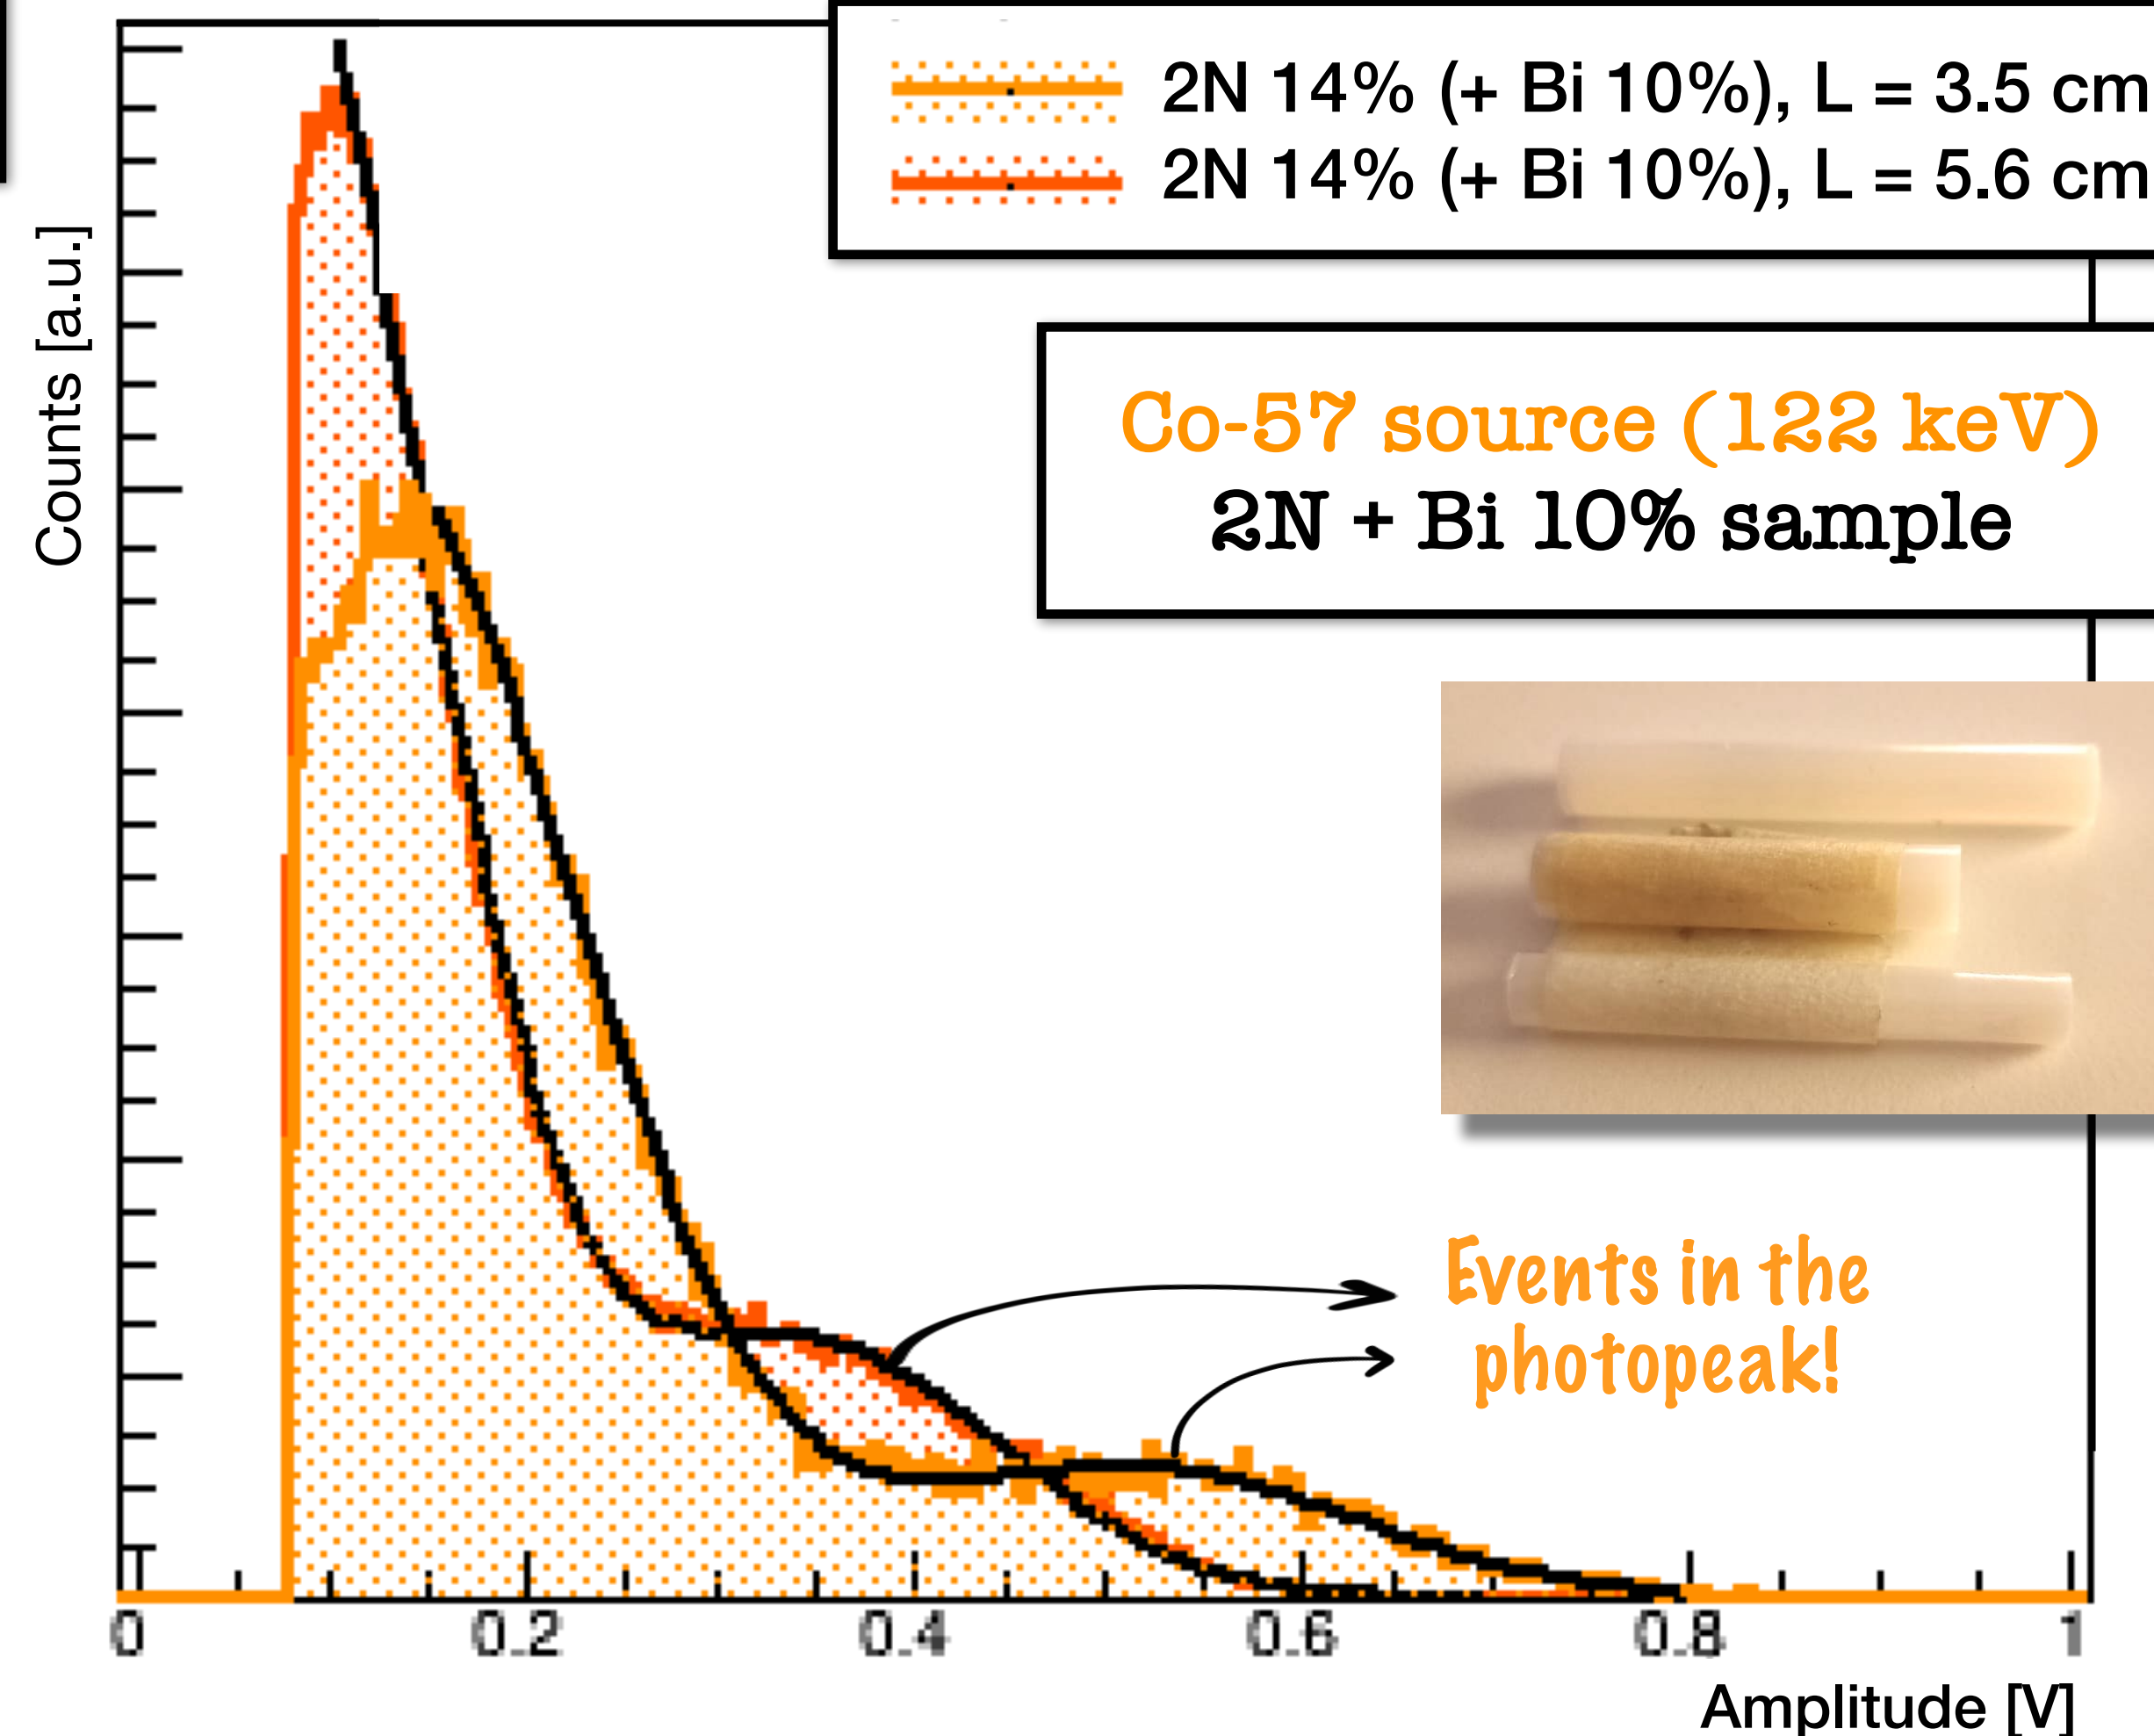 2N 14% (+ Bi 10%), L = 3.5 cm
2N 14% (+ Bi 10%), L = 5.6 cm
Counts [a.u.]
Co-57 source (122 keV)
2N + Bi 10% sample
Events in the
photopeak!
0 0.2 0.4 0.6 0.8 1
Amplitude [V]